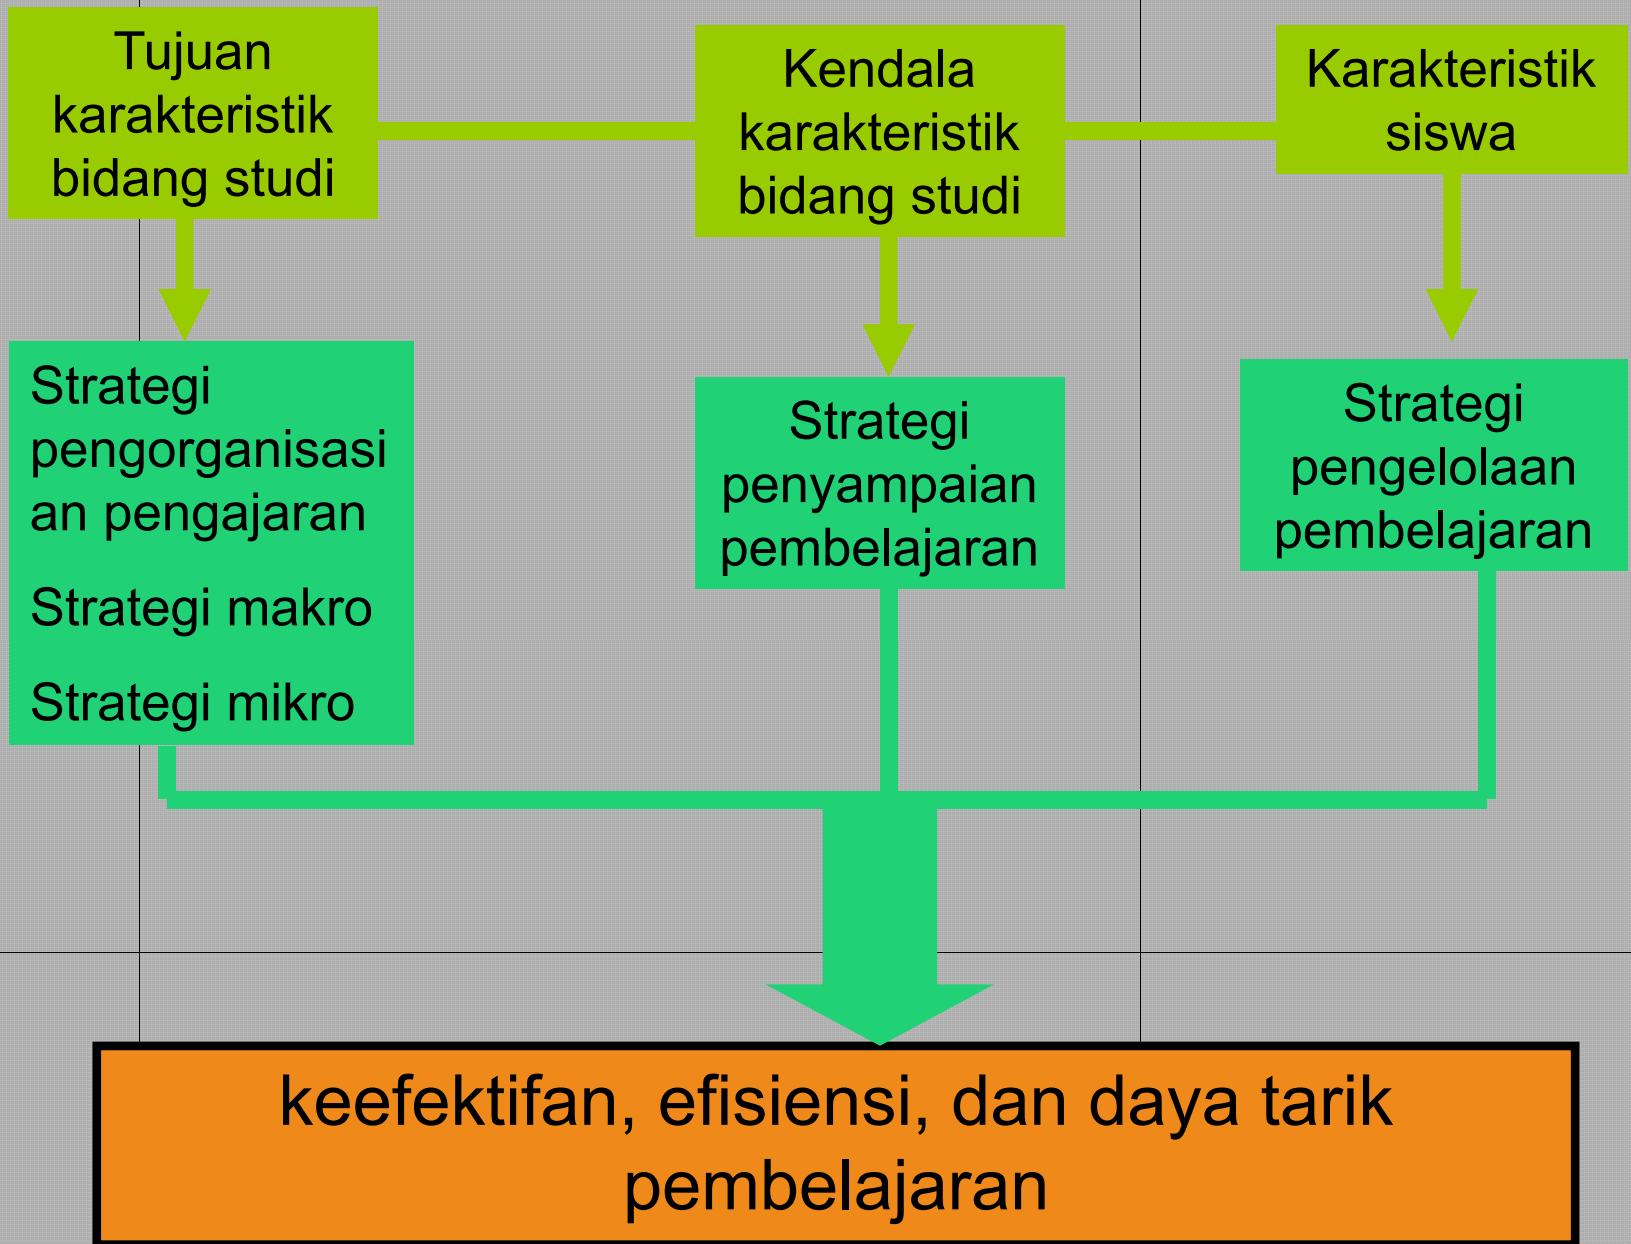 Tujuan
karakteristik
bidang studi
Kendala
karakteristik
bidang studi
Karakteristik
siswa
Strategi
pengorganisasi
an pengajaran
Strategi makro
Strategi mikro
Strategi
penyampaian
pembelajaran
Strategi
pengelolaan
pembelajaran
keefektifan, efisiensi, dan daya tarik
pembelajaran